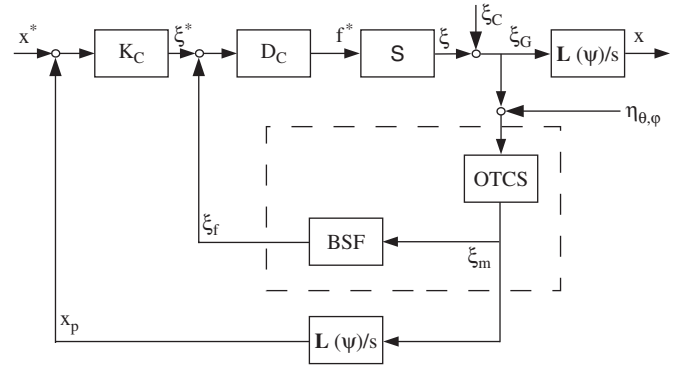 x* K_C ξ* D_C f* S ξ ξ_C ξ_G L (ψ)/s x
η_θ,φ
OTCS
ξ_f BSF ξ_m
x_p L (ψ)/s